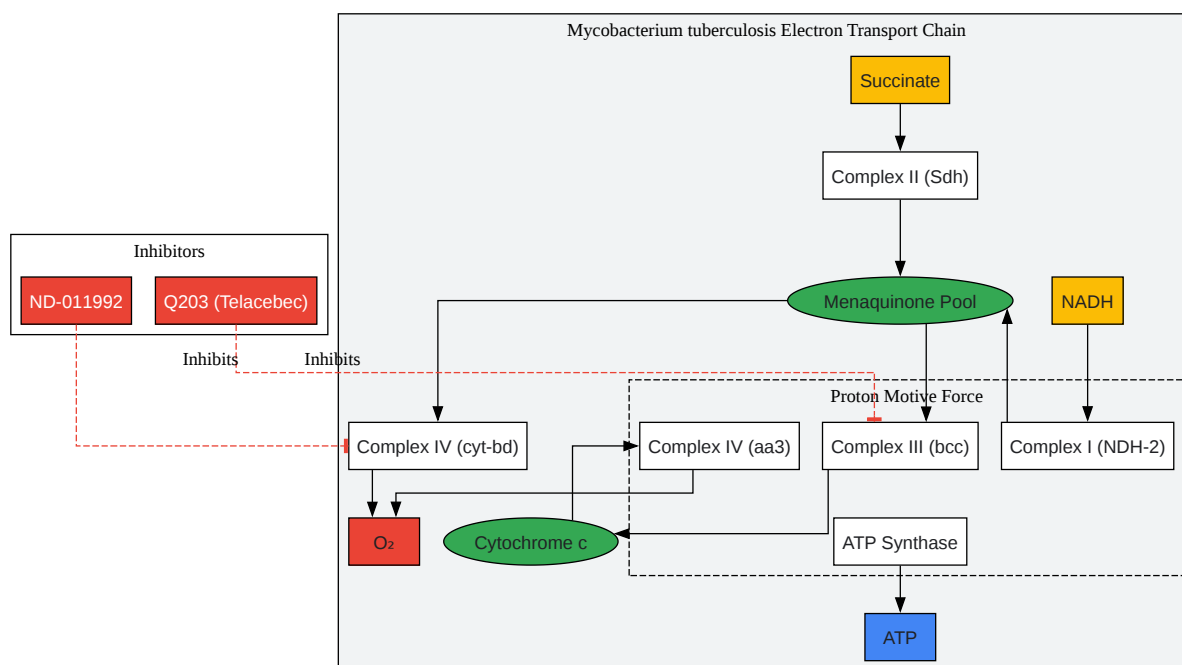 Mycobacterium tuberculosis Electron Transport Chain
Succinate
Complex II (Sdh)
Inhibitors
ND-011992
Q203 (Telacebec)
Menaquinone Pool
NADH
Inhibits
Inhibits
Proton Motive Force
Complex IV (cyt-bd)
Complex IV (aa3)
Complex III (bcc)
Complex I (NDH-2)
O₂
Cytochrome c
ATP Synthase
ATP